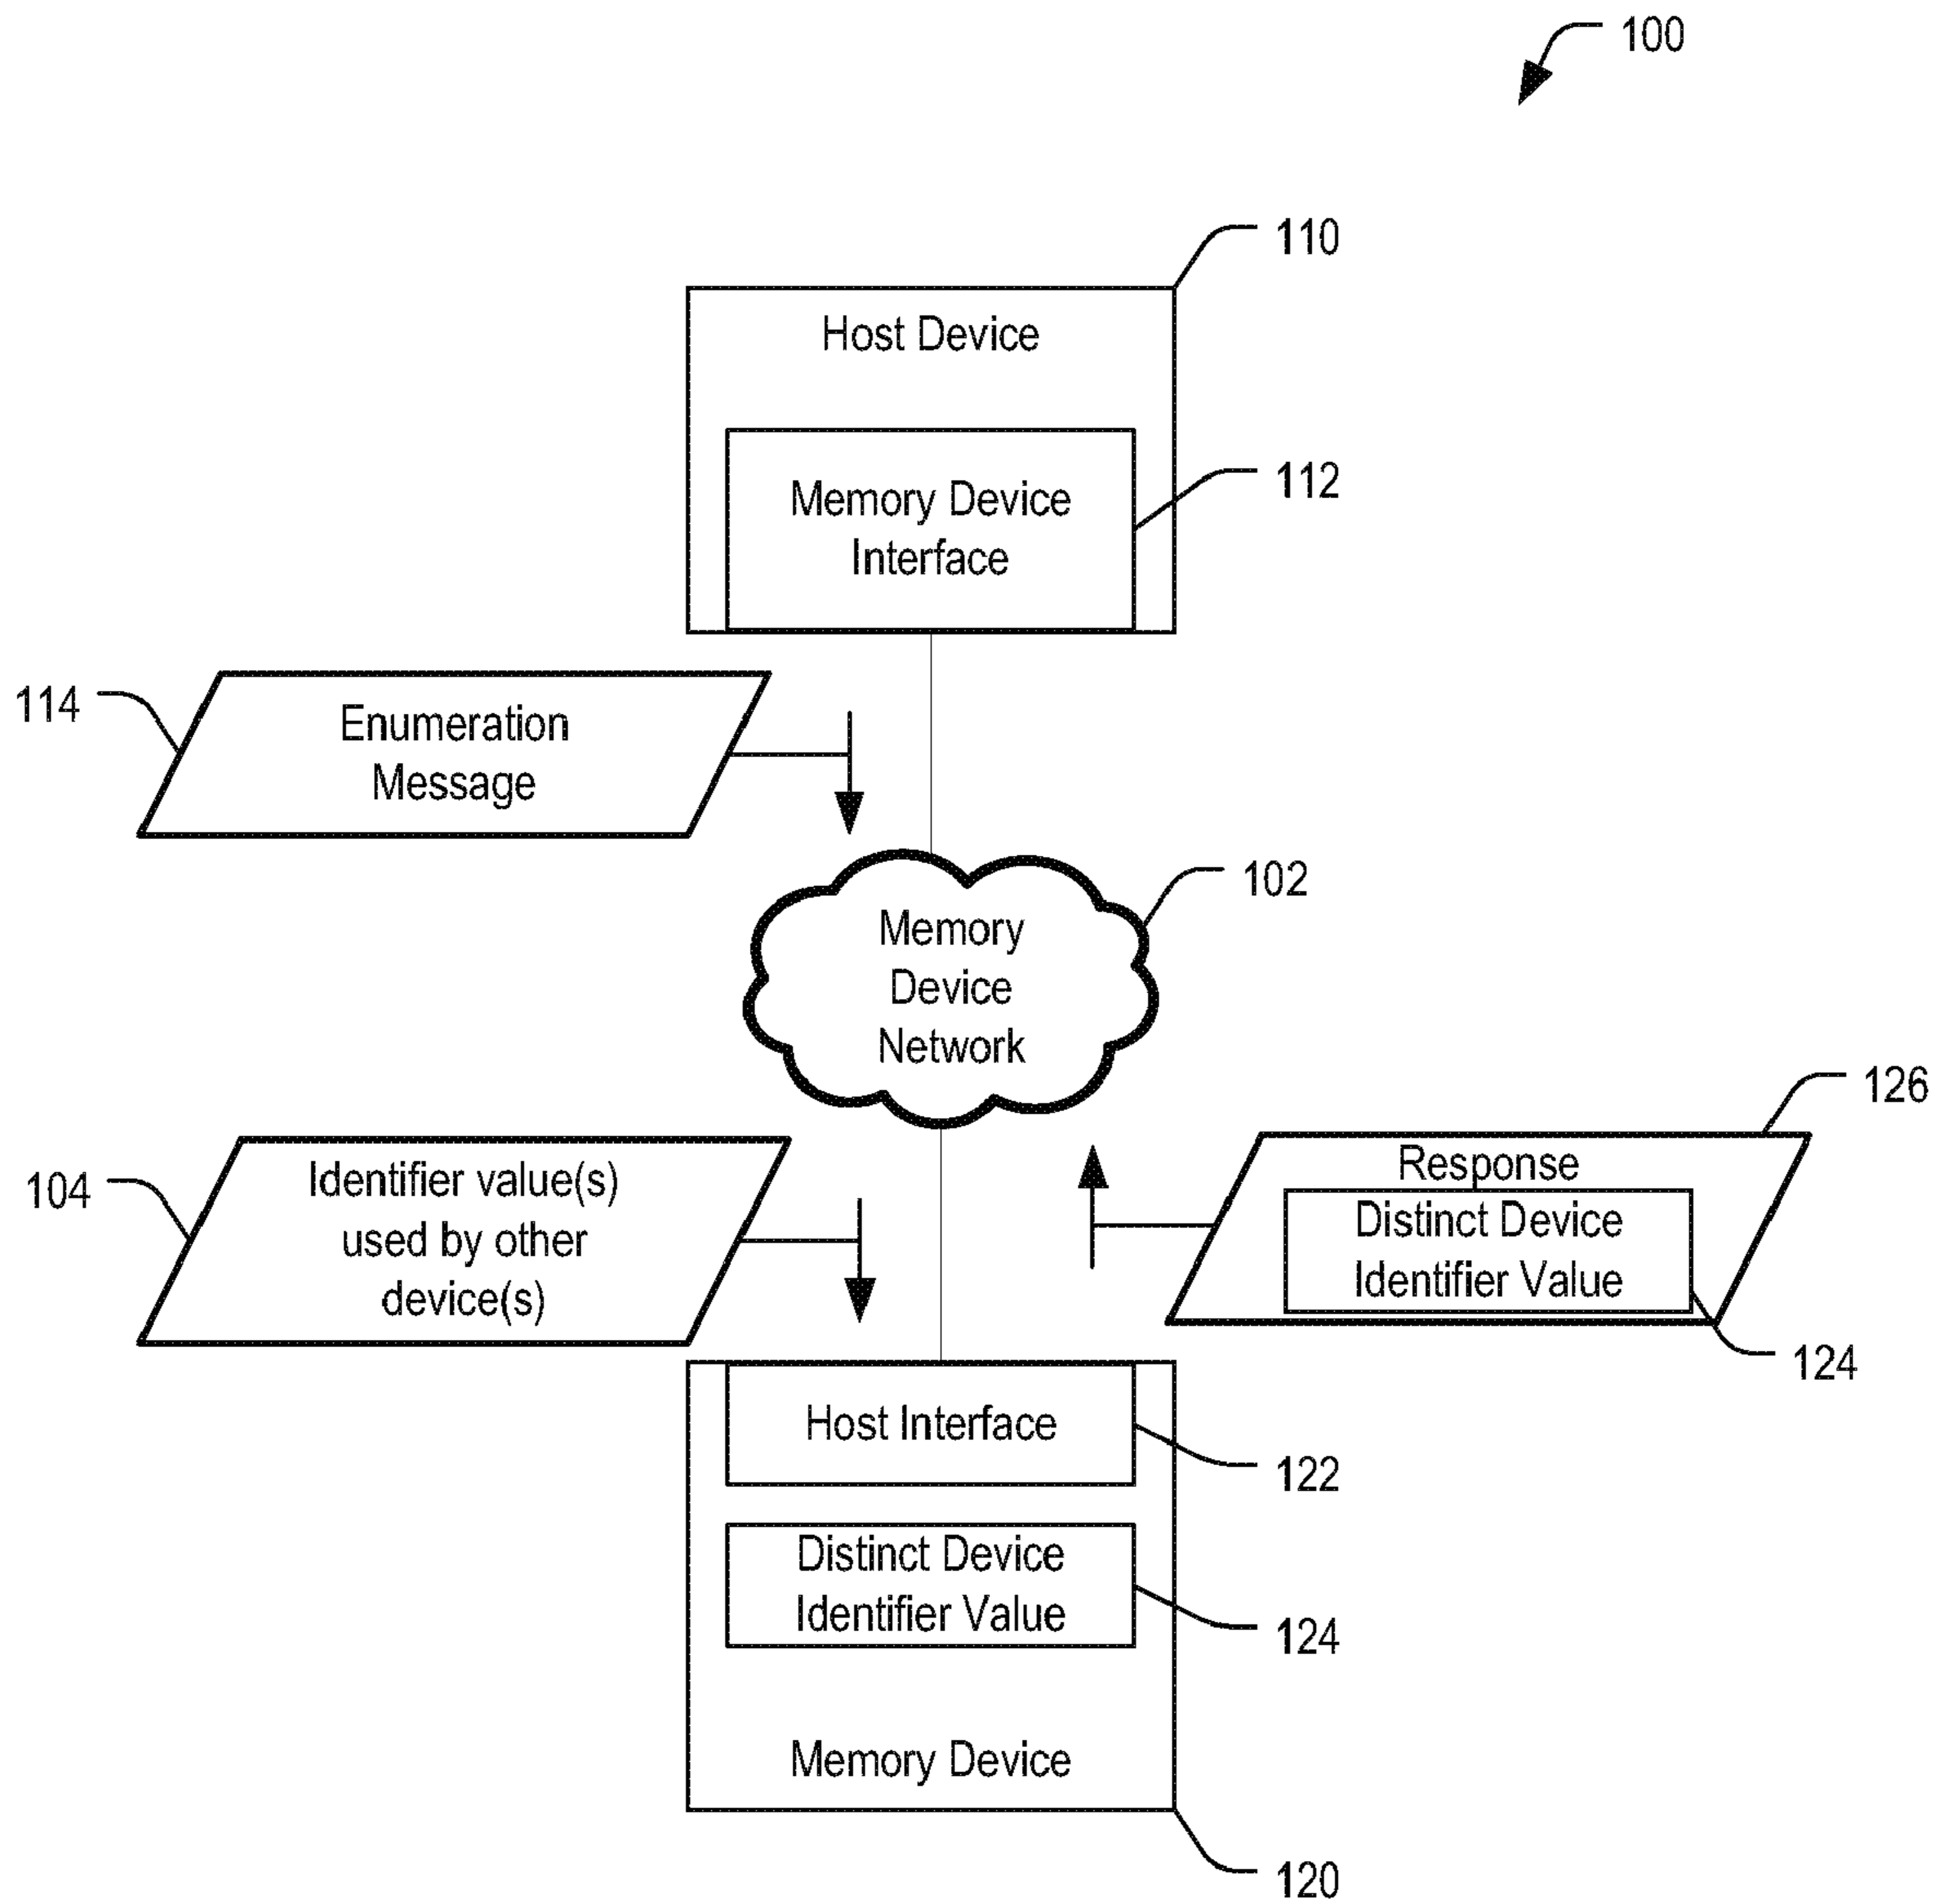 100
110
Host Device
112
Memory Device
Interface
114
Enumeration
Message
102
Memory
Device
Network
126
104
Identifier value(s)
used by other
device(s)
Response
Distinct Device
Identifier Value
124
Host Interface
122
Distinct Device
Identifier Value
124
Memory Device
120